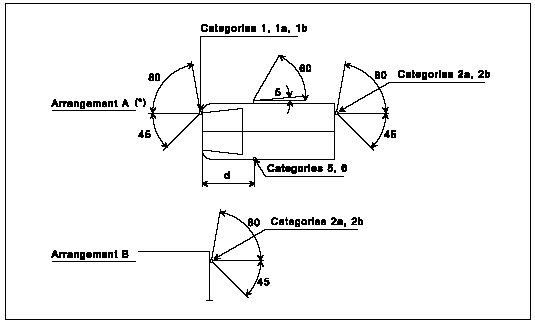 Categories 1, 1a, 1b
80
60
80
Categories 2a, 2b
5
Arrangement A (*)
45
45
Categories 5, 6
d
80
Categories 2a, 2b
Arrangement B
45